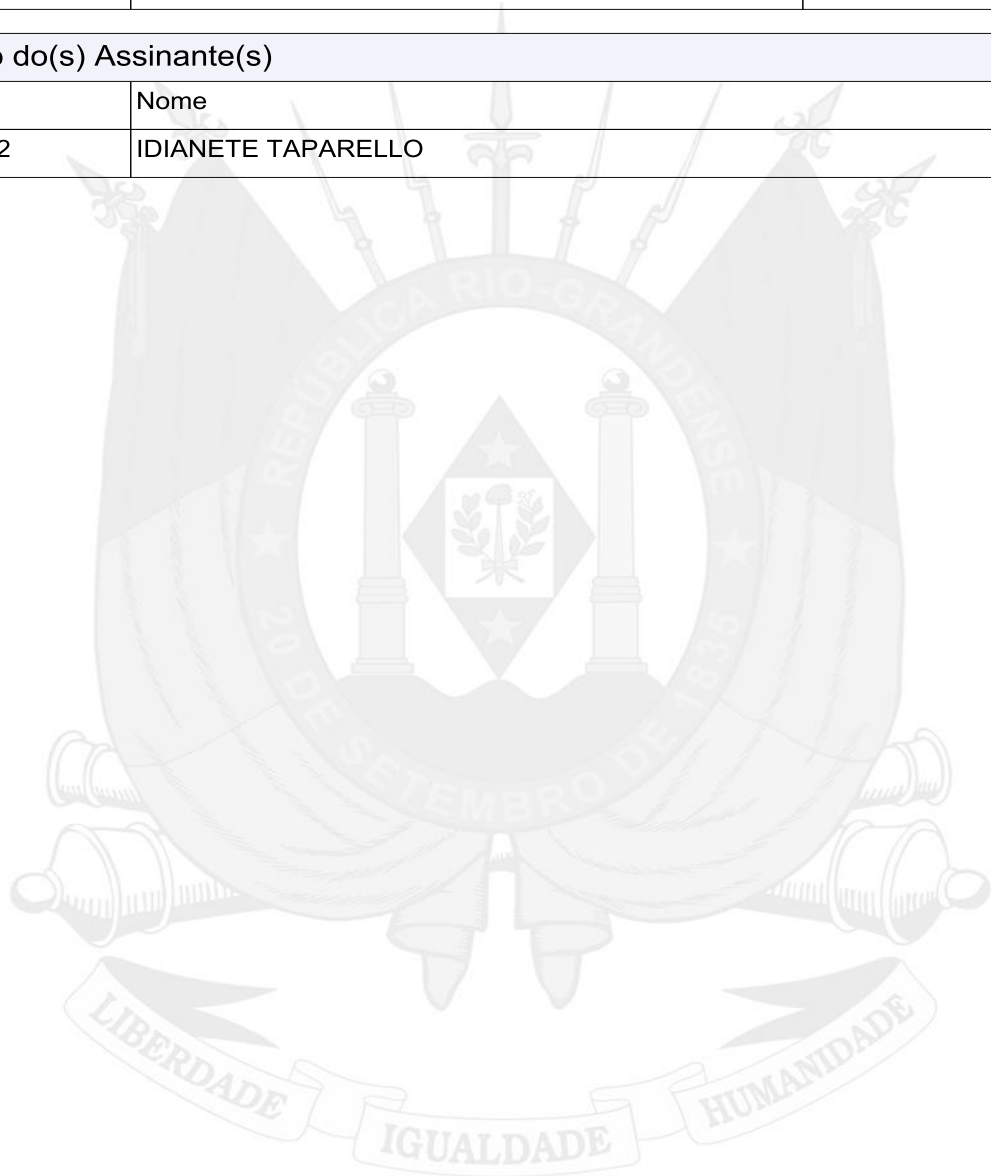 o do(s) Assinante(s)
Nome
2 IDIANETE TAPARELLO
REPÚBLICA RIO-GRANDENSE
20 DE SETEMBRO DE 1835
LIBERDADE IGUALDADE HUMANIDADE